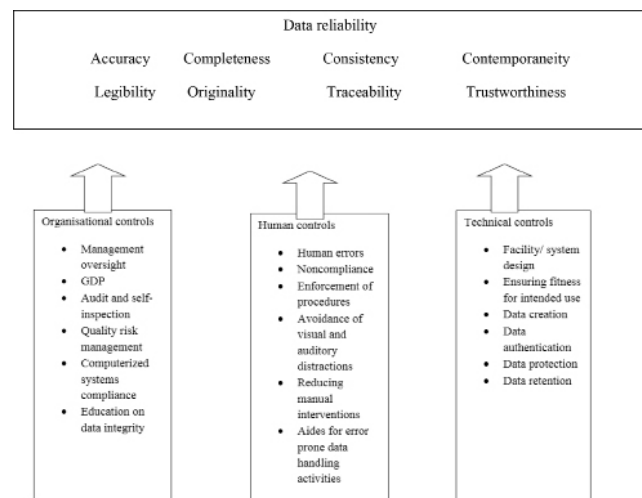 Data reliability
Accuracy Completeness Consistency Contemporaneity
Legibility Originality Traceability Trustworthiness
Organisational controls
• Management
oversight
• GDP
• Audit and self-
inspection
• Quality risk
management
• Computerized
systems
compliance
• Education on
data integrity
Human controls
• Human errors
• Noncompliance
• Enforcement of
procedures
• Avoidance of
visual and
auditory
distractions
• Reducing
manual
interventions
• Aides for error
prone data
handling
activities
Technical controls
• Facility/ system
design
• Ensuring fitness
for intended use
• Data creation
• Data
authentication
• Data protection
• Data retention